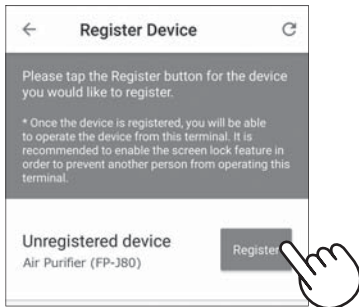 Register Device
Please tap the Register button for the device
you would like to register.
* Once the device is registered, you will be able
to operate the device from this terminal. It is
recommended to enable the screen lock feature in
order to prevent another person from operating this
terminal.
Unregistered device
Register
Air Purifier (FP-J80)